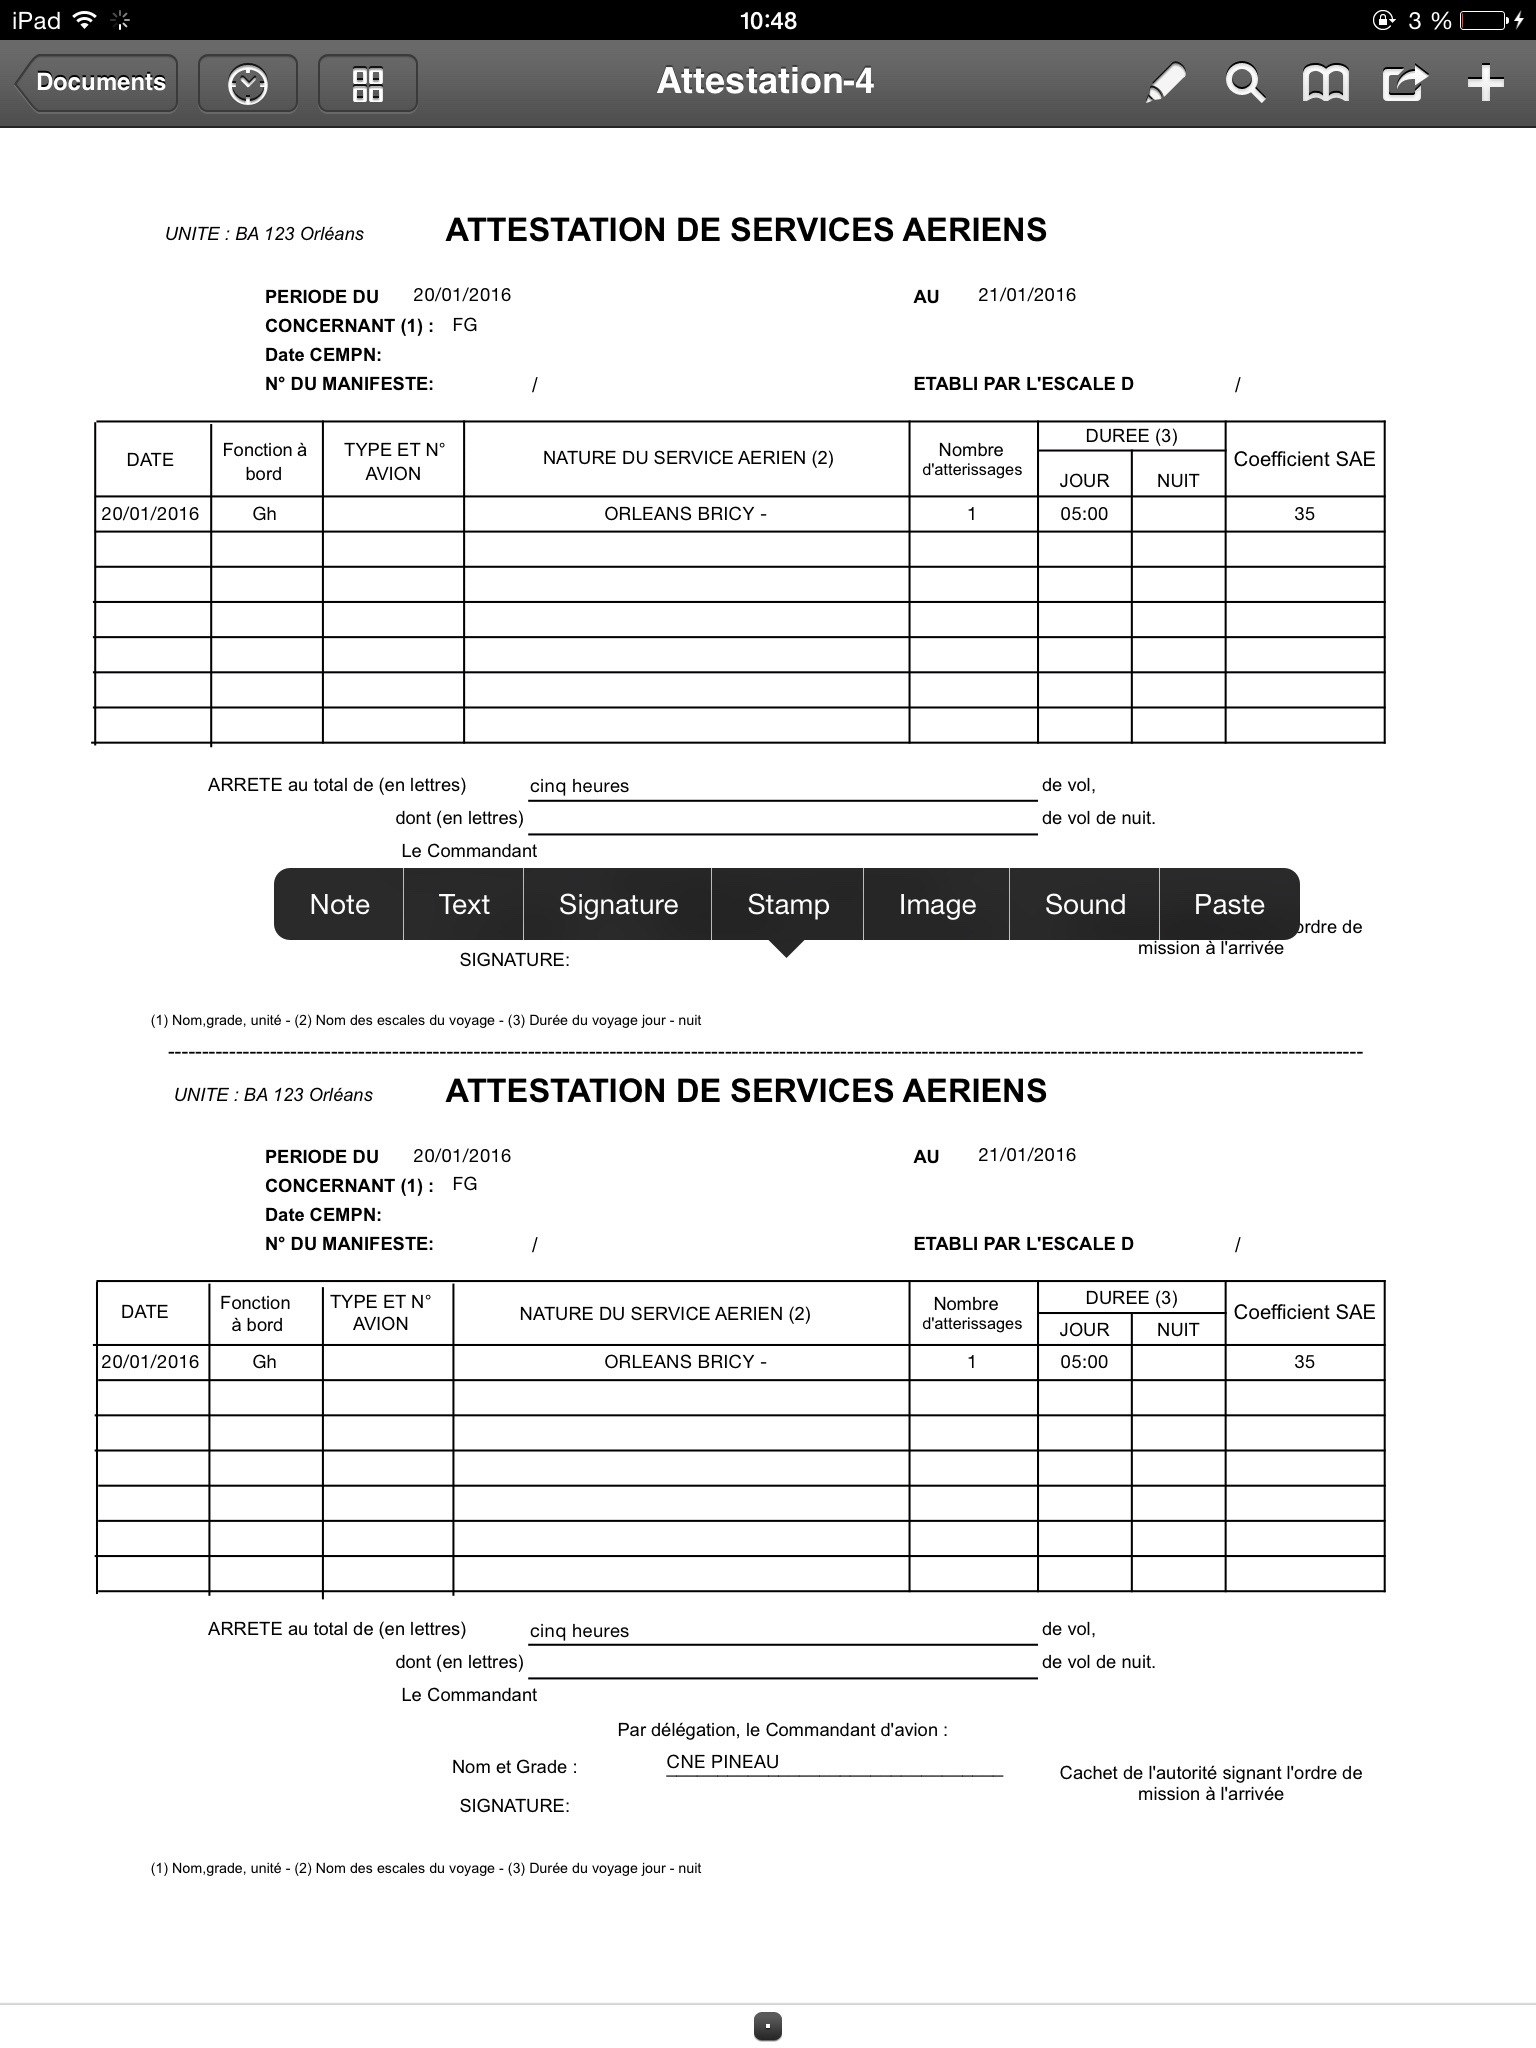 iPad 10:48 3 %
Documents Attestation-4
UNITE : BA 123 Orléans ATTESTATION DE SERVICES AERIENS
PERIODE DU 20/01/2016 AU 21/01/2016
CONCERNANT (1) : FG
Date CEMPN:
N° DU MANIFESTE: / ETABLI PAR L'ESCALE D /
DATE Fonction à bord TYPE ET N° AVION NATURE DU SERVICE AERIEN (2) Nombre d'atterissages DUREE (3) JOUR NUIT Coefficient SAE
20/01/2016 Gh ORLEANS BRICY - 1 05:00 35
ARRETE au total de (en lettres) cinq heures de vol,
dont (en lettres) de vol de nuit.
Le Commandant
Note Text Signature Stamp Image Sound Paste
ordre de
mission à l'arrivée
SIGNATURE:
(1) Nom,grade, unité - (2) Nom des escales du voyage - (3) Durée du voyage jour - nuit
UNITE : BA 123 Orléans ATTESTATION DE SERVICES AERIENS
PERIODE DU 20/01/2016 AU 21/01/2016
CONCERNANT (1) : FG
Date CEMPN:
N° DU MANIFESTE: / ETABLI PAR L'ESCALE D /
DATE Fonction à bord TYPE ET N° AVION NATURE DU SERVICE AERIEN (2) Nombre d'atterissages DUREE (3) JOUR NUIT Coefficient SAE
20/01/2016 Gh ORLEANS BRICY - 1 05:00 35
ARRETE au total de (en lettres) cinq heures de vol,
dont (en lettres) de vol de nuit.
Le Commandant
Par délégation, le Commandant d'avion :
Nom et Grade : CNE PINEAU
Cachet de l'autorité signant l'ordre de
mission à l'arrivée
SIGNATURE:
(1) Nom,grade, unité - (2) Nom des escales du voyage - (3) Durée du voyage jour - nuit